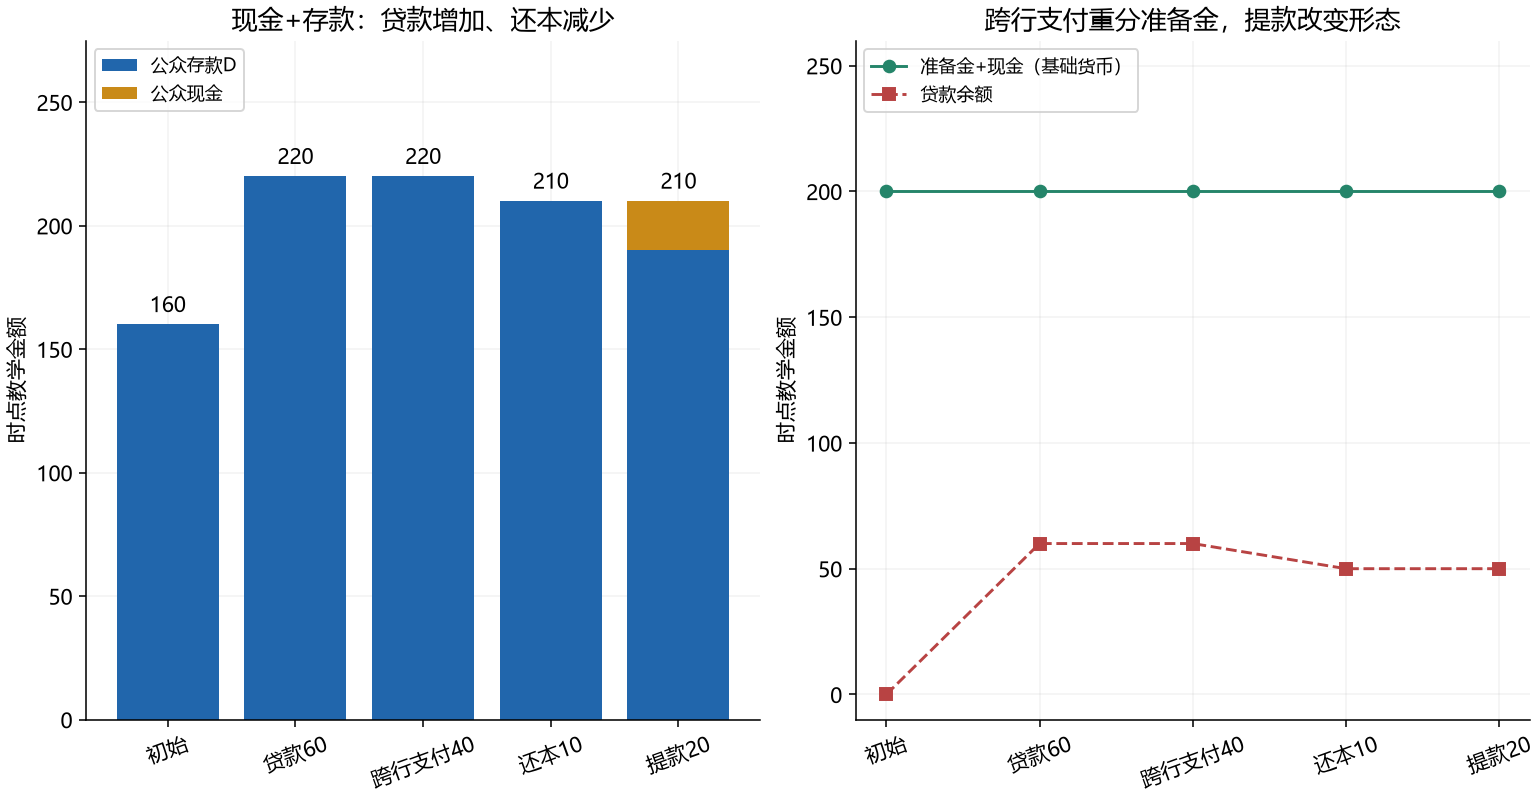 现金+存款：贷款增加、还本减少
公众存款D
公众现金
时点教学金额
250
200
150
100
50
0
160
220
220
210
210
初始
贷款60
跨行支付40
还本10
提款20
跨行支付重分准备金，提款改变形态
准备金+现金（基础货币）
贷款余额
时点教学金额
250
200
150
100
50
0
初始
贷款60
跨行支付40
还本10
提款20